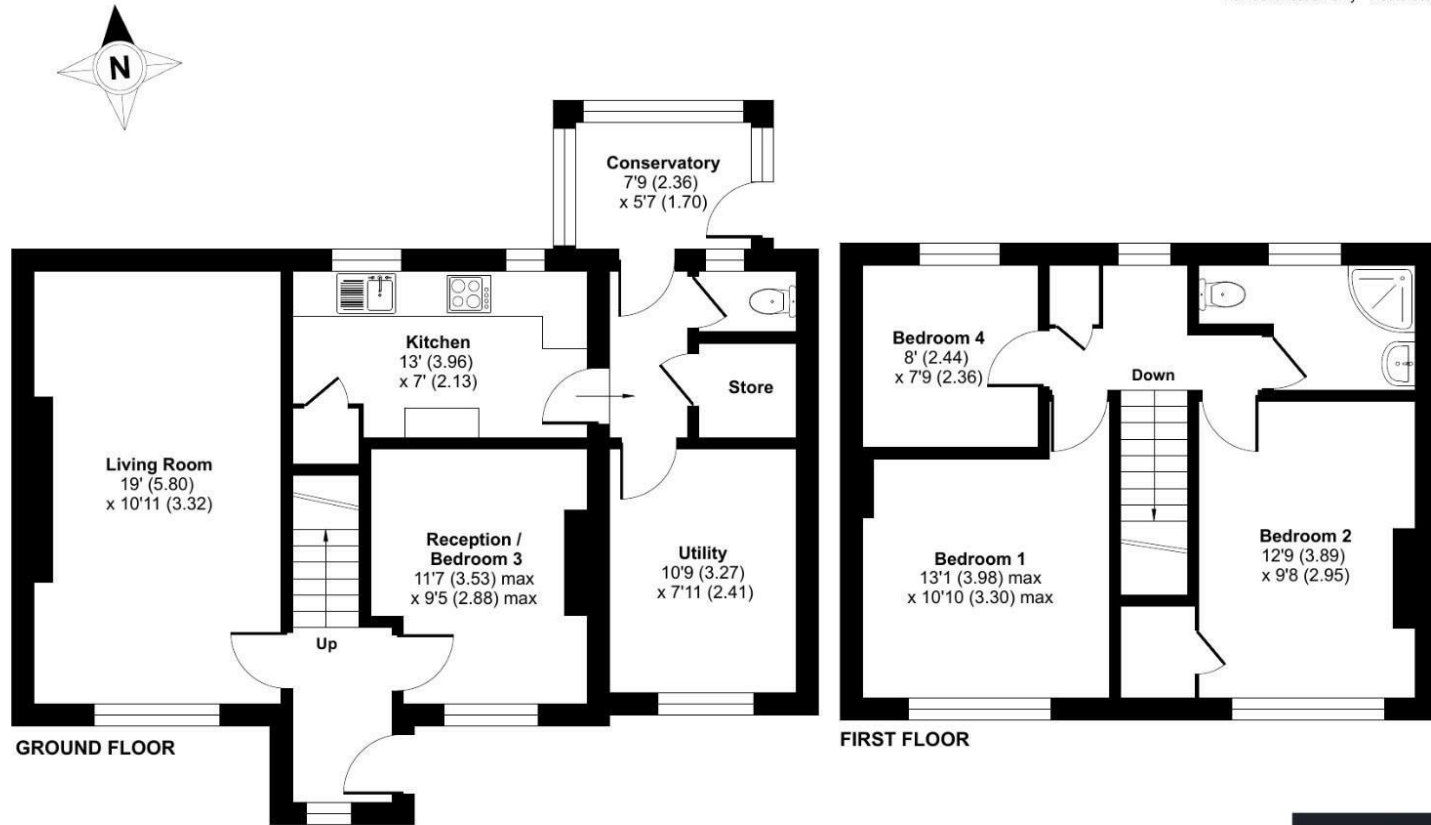 N
Conservatory
7'9 (2.36)
x 5'7 (1.70)
Kitchen
13' (3.96)
x 7' (2.13)
Store
Living Room
19' (5.80)
x 10'11 (3.32)
Reception /
Bedroom 3
11'7 (3.53) max
x 9'5 (2.88) max
Utility
10'9 (3.27)
x 7'11 (2.41)
Up
GROUND FLOOR
Bedroom 4
8' (2.44)
x 7'9 (2.36)
Down
Bedroom 1
13'1 (3.98) max
x 10'10 (3.30) max
Bedroom 2
12'9 (3.89)
x 9'8 (2.95)
FIRST FLOOR